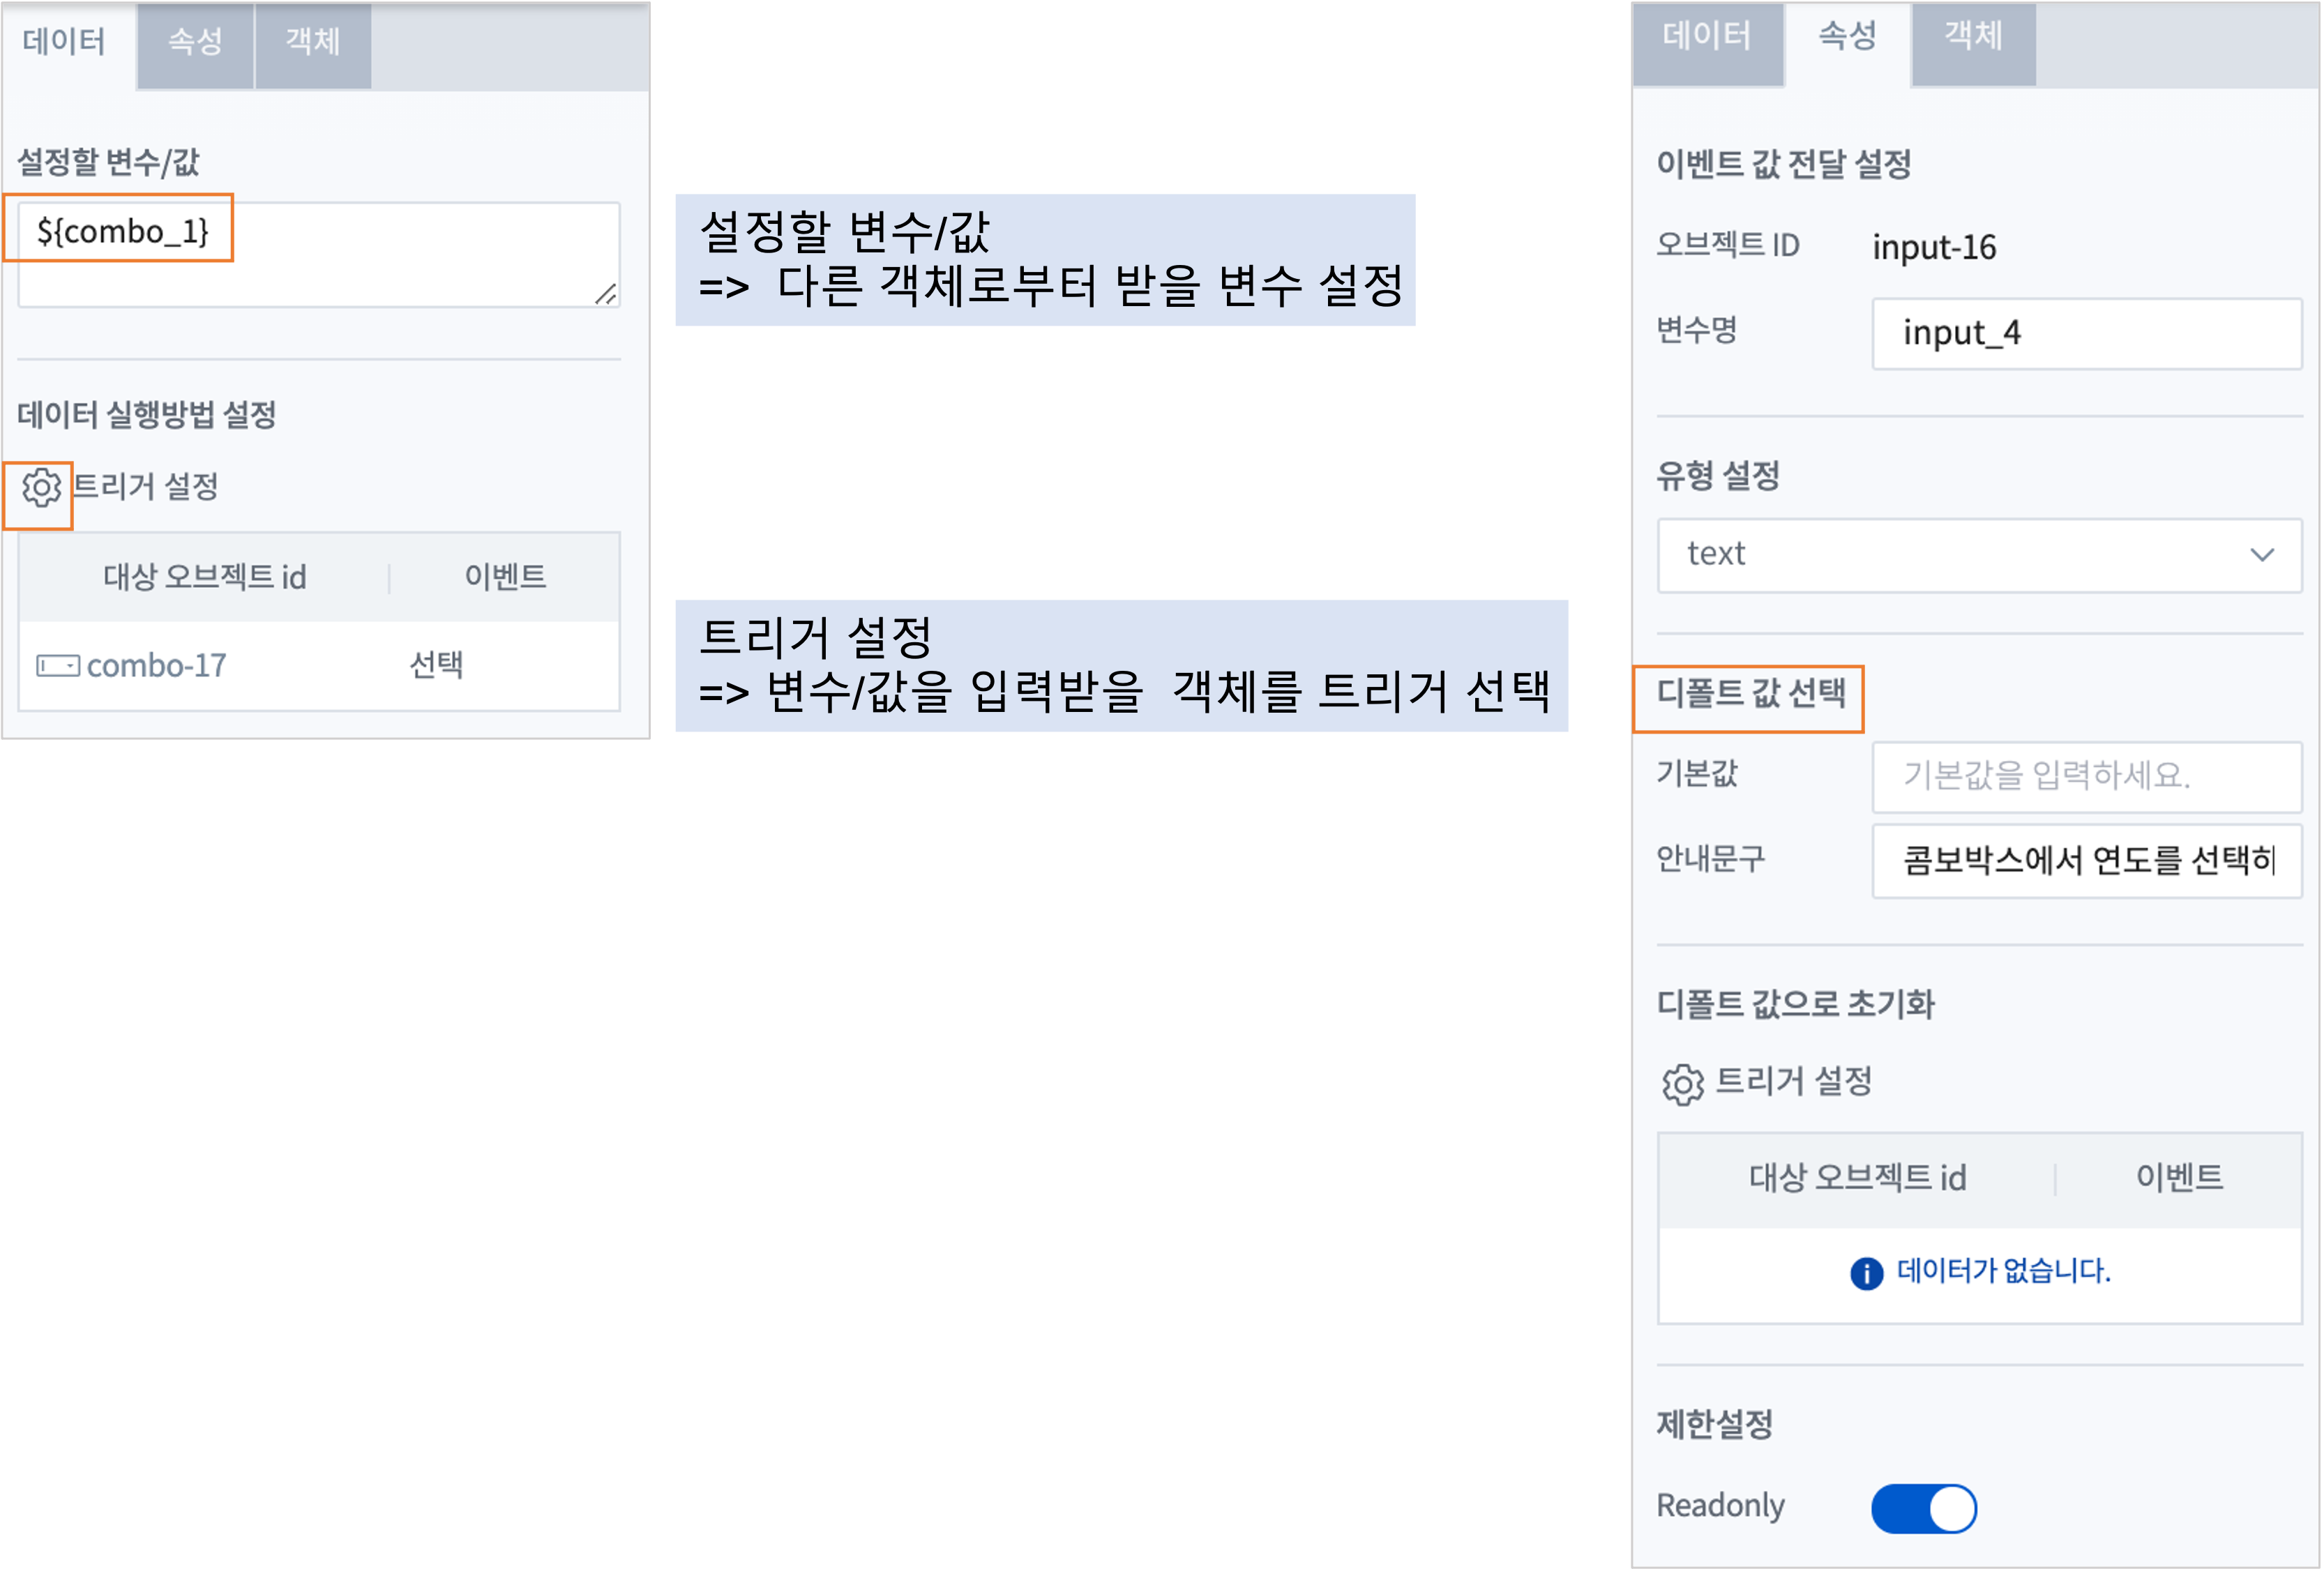 데이터 속성 객체
설정할 변수/값
${combo_1}
데이터 실행방법 설정
트리거 설정
대상 오브젝트 id 이벤트
combo-17 선택
설정할 변수/값
=> 다른 객체로부터 받을 변수 설정
트리거 설정
=> 변수/값을 입력받을 객체를 트리거 선택
데이터 속성 객체
이벤트 값 전달 설정
오브젝트 ID input-16
변수명 input_4
유형 설정
text
디폴트 값 선택
기본값 기본값을 입력하세요.
안내문구 콤보박스에서 연도를 선택하
디폴트 값으로 초기화
트리거 설정
대상 오브젝트 id 이벤트
데이터가 없습니다.
제한설정
Readonly